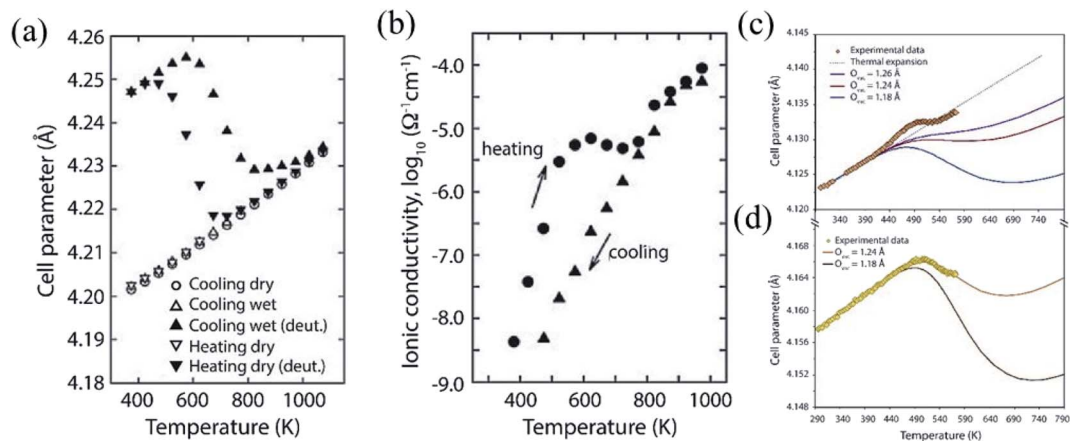 (a)
Cell parameter (Å)
4.26
4.25
4.24
4.23
4.22
4.21
4.20
4.19
4.18
Cooling dry
Cooling wet
Cooling wet (deut.)
Heating dry
Heating dry (deut.)
400 600 800 1000
Temperature (K)
(b)
Ionic conductivity, log₁₀ (Ω⁻¹cm⁻¹)
-4.0
-5.0
-6.0
-7.0
-8.0
-9.0
heating
cooling
400 600 800 1000
Temperature (K)
(c)
Cell parameter (Å)
4.145
4.140
4.135
4.130
4.125
4.120
Experimental data
Thermal expansion
= 1.26 Å
= 1.24 Å
= 1.18 Å
340 390 440 490 540 590 640 690 740
(d)
Cell parameter (Å)
4.168
4.164
4.160
4.156
4.152
4.148
Experimental data
= 1.24 Å
= 1.18 Å
290 340 390 440 490 540 590 640 690 740 790
Temperature (K)